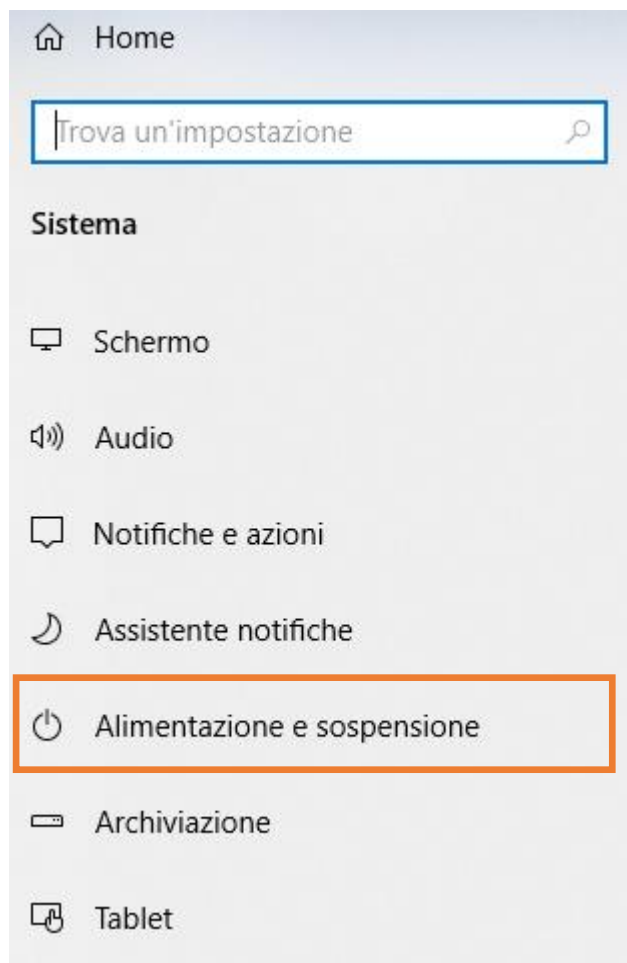 Home
Trova un'impostazione
Sistema
Schermo
Audio
Notifiche e azioni
Assistente notifiche
Alimentazione e sospensione
Archiviazione
Tablet